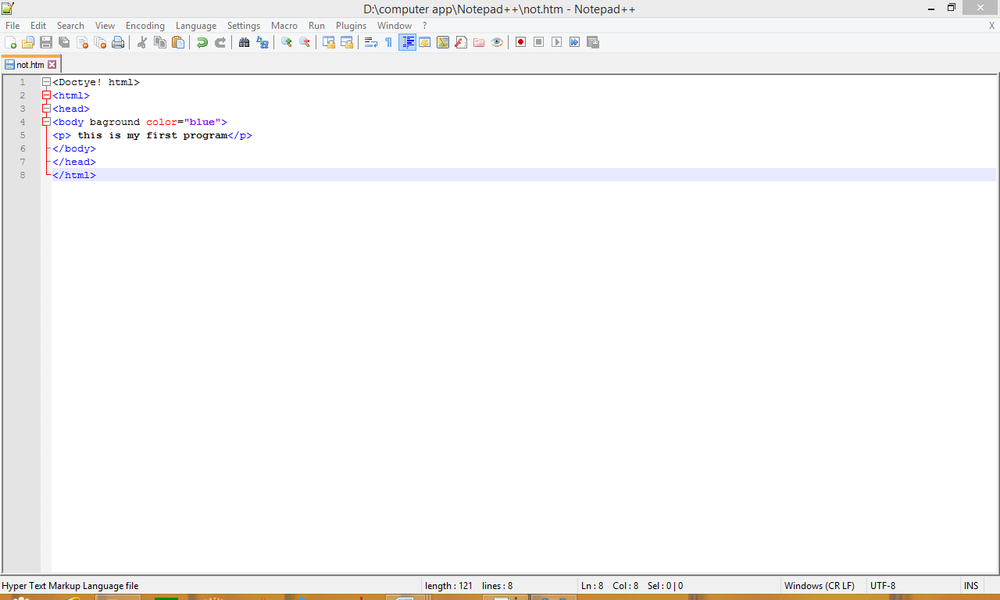 D:\computer app\Notepad++\not.htm - Notepad++
File Edit Search View Encoding Language Settings Macro Run Plugins Window ? X
not.htm
1 <Doctye! html>
2 <html>
3 <head>
4 <body baground color="blue">
5 <p> this is my first program</p>
6 </body>
7 </head>
8 </html>
Hyper Text Markup Language file length : 121 lines : 8 Ln : 8 Col : 8 Sel : 0 | 0 Windows (CR LF) UTF-8 INS